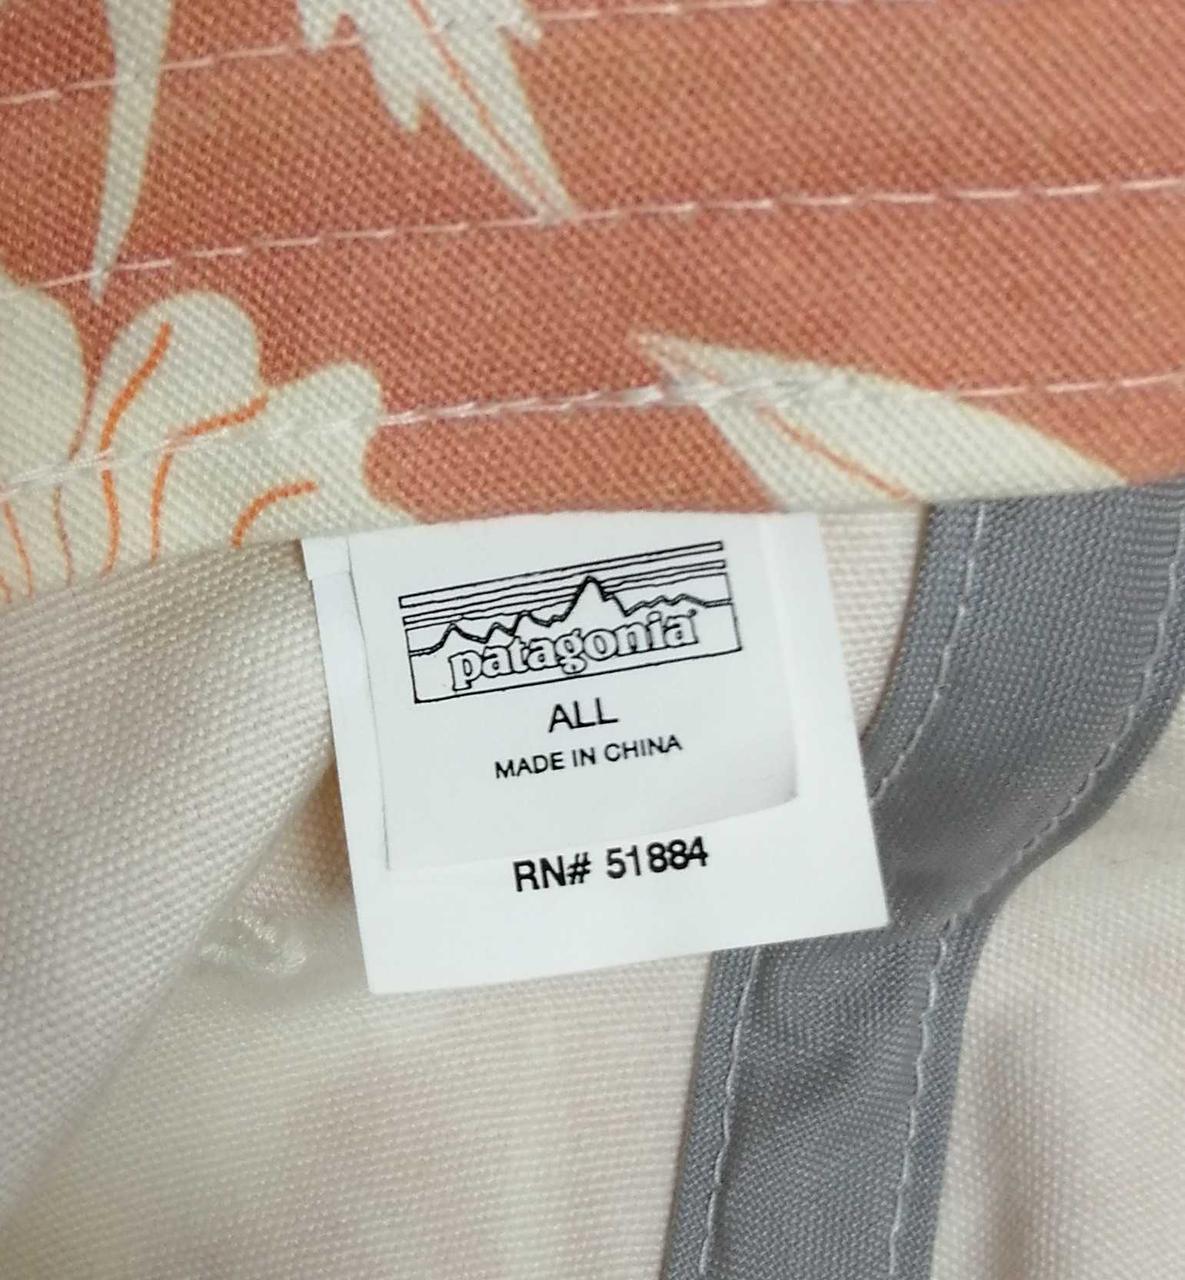 patagonia
ALL
MADE IN CHINA
RN# 51884